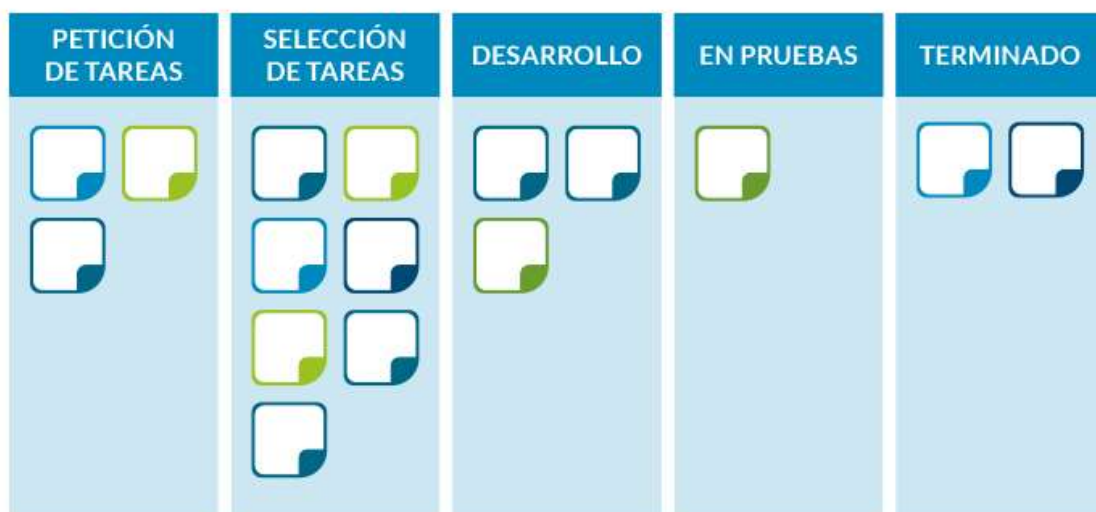 PETICIÓN
DE TAREAS
SELECCIÓN
DE TAREAS
DESARROLLO
EN PRUEBAS
TERMINADO